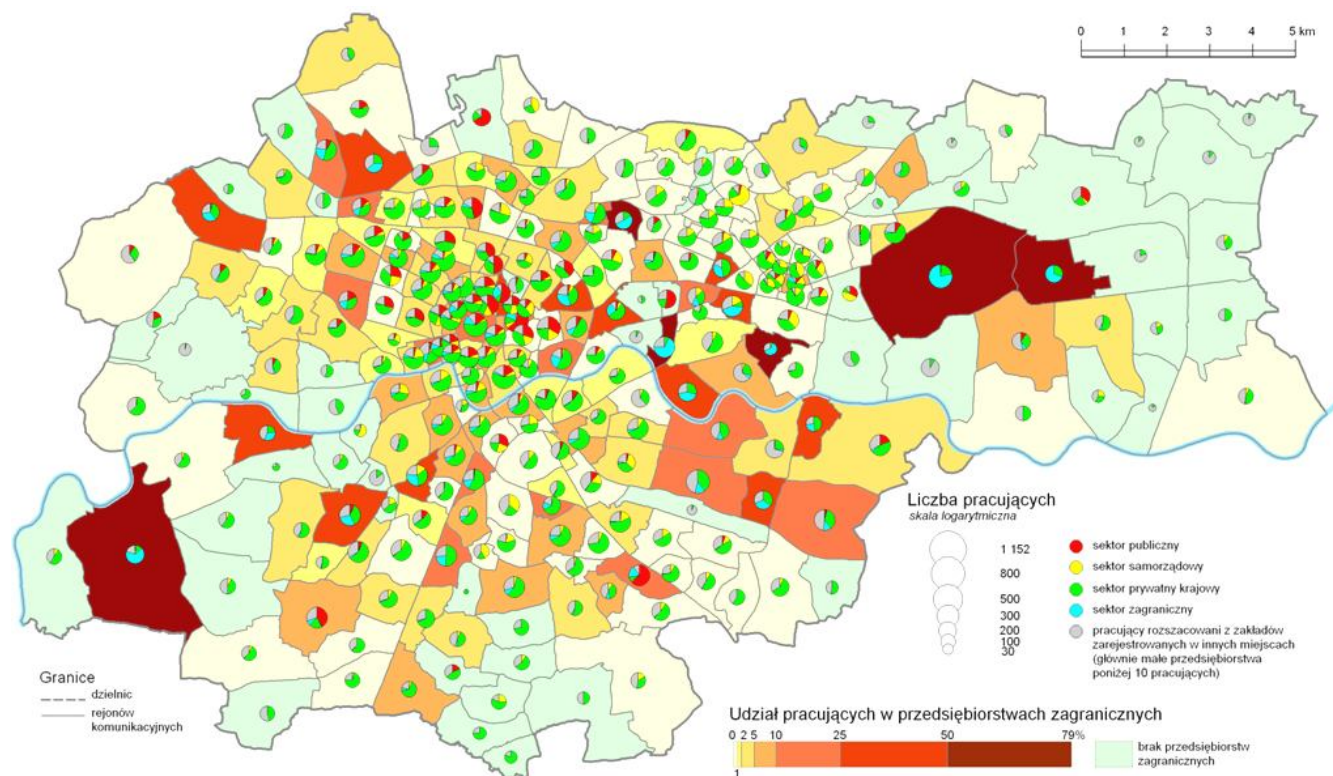 0 1 2 3 4 5 km
Liczba pracujących
skala logarytmiczna
1 152
800
500
300
200
100
30
sektor publiczny
sektor samorządowy
sektor prywatny krajowy
sektor zagraniczny
pracujący rozszacowani z zakładów
zarejestrowanych w innych miejscach
(głównie małe przedsiębiorstwa
poniżej 10 pracujących)
Granice
dzielnic
rejonów
komunikacyjnych
Udział pracujących w przedsiębiorstwach zagranicznych
0 2 5 10 25 50 79%
1
brak przedsiębiorstw
zagranicznych